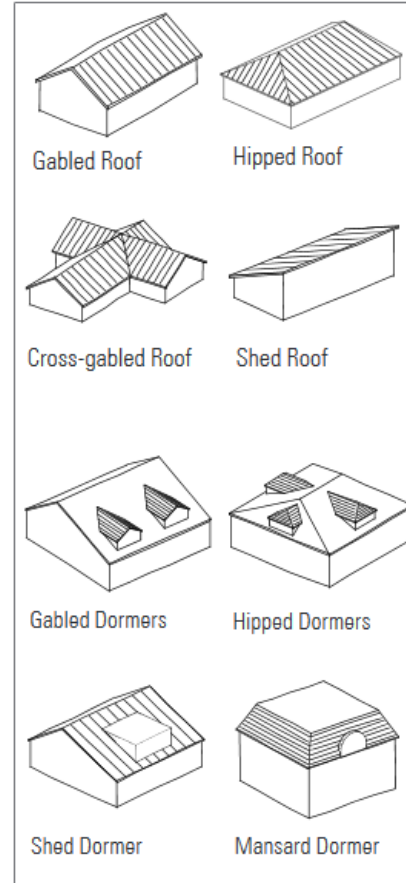 Gabled Roof
Hipped Roof
Cross-gabled Roof
Shed Roof
Gabled Dormers
Hipped Dormers
Shed Dormer
Mansard Dormer